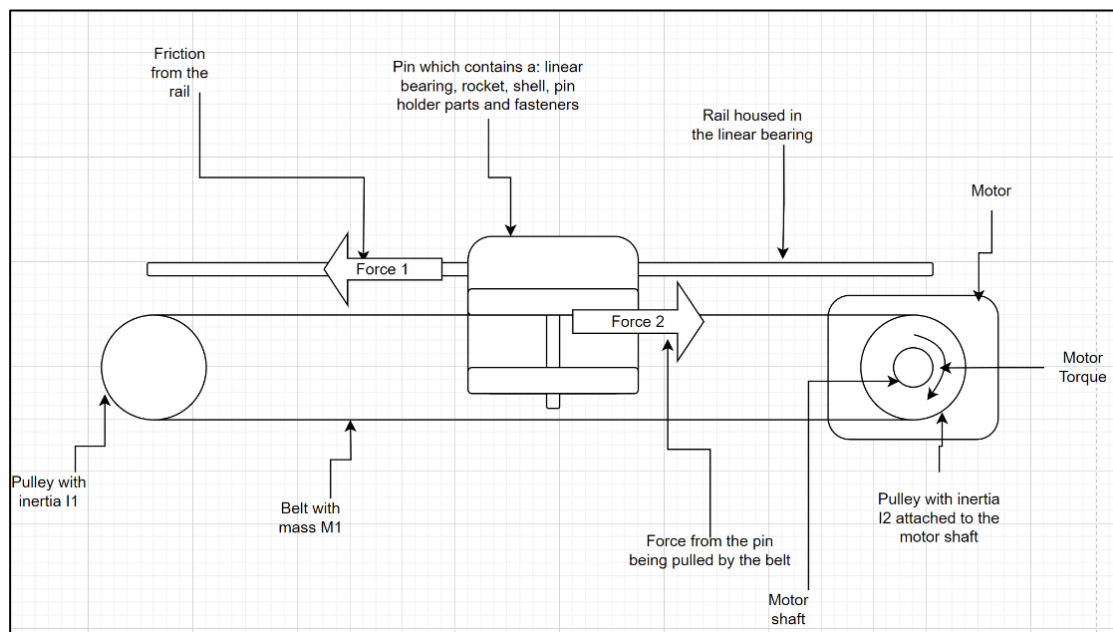 Friction
from the
rail
Pin which contains a: linear
bearing, rocket, shell, pin
holder parts and fasteners
Rail housed in
the linear bearing
Motor
Force 1
Force 2
Motor
Torque
Pulley with
inertia I1
Belt with
mass M1
Force from the pin
being pulled by the belt
Motor
shaft
Pulley with inertia
I2 attached to the
motor shaft